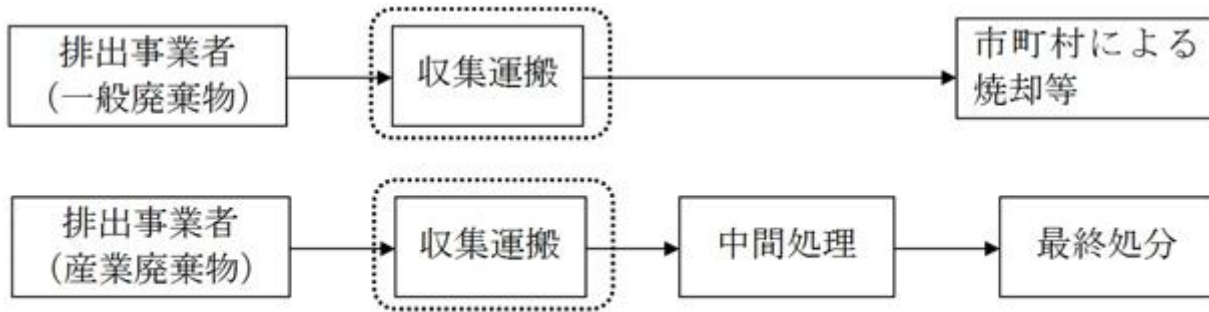 排出事業者
（一般廃棄物）
収集運搬
市町村による
焼却等
排出事業者
（産業廃棄物）
収集運搬
中間処理
最終処分